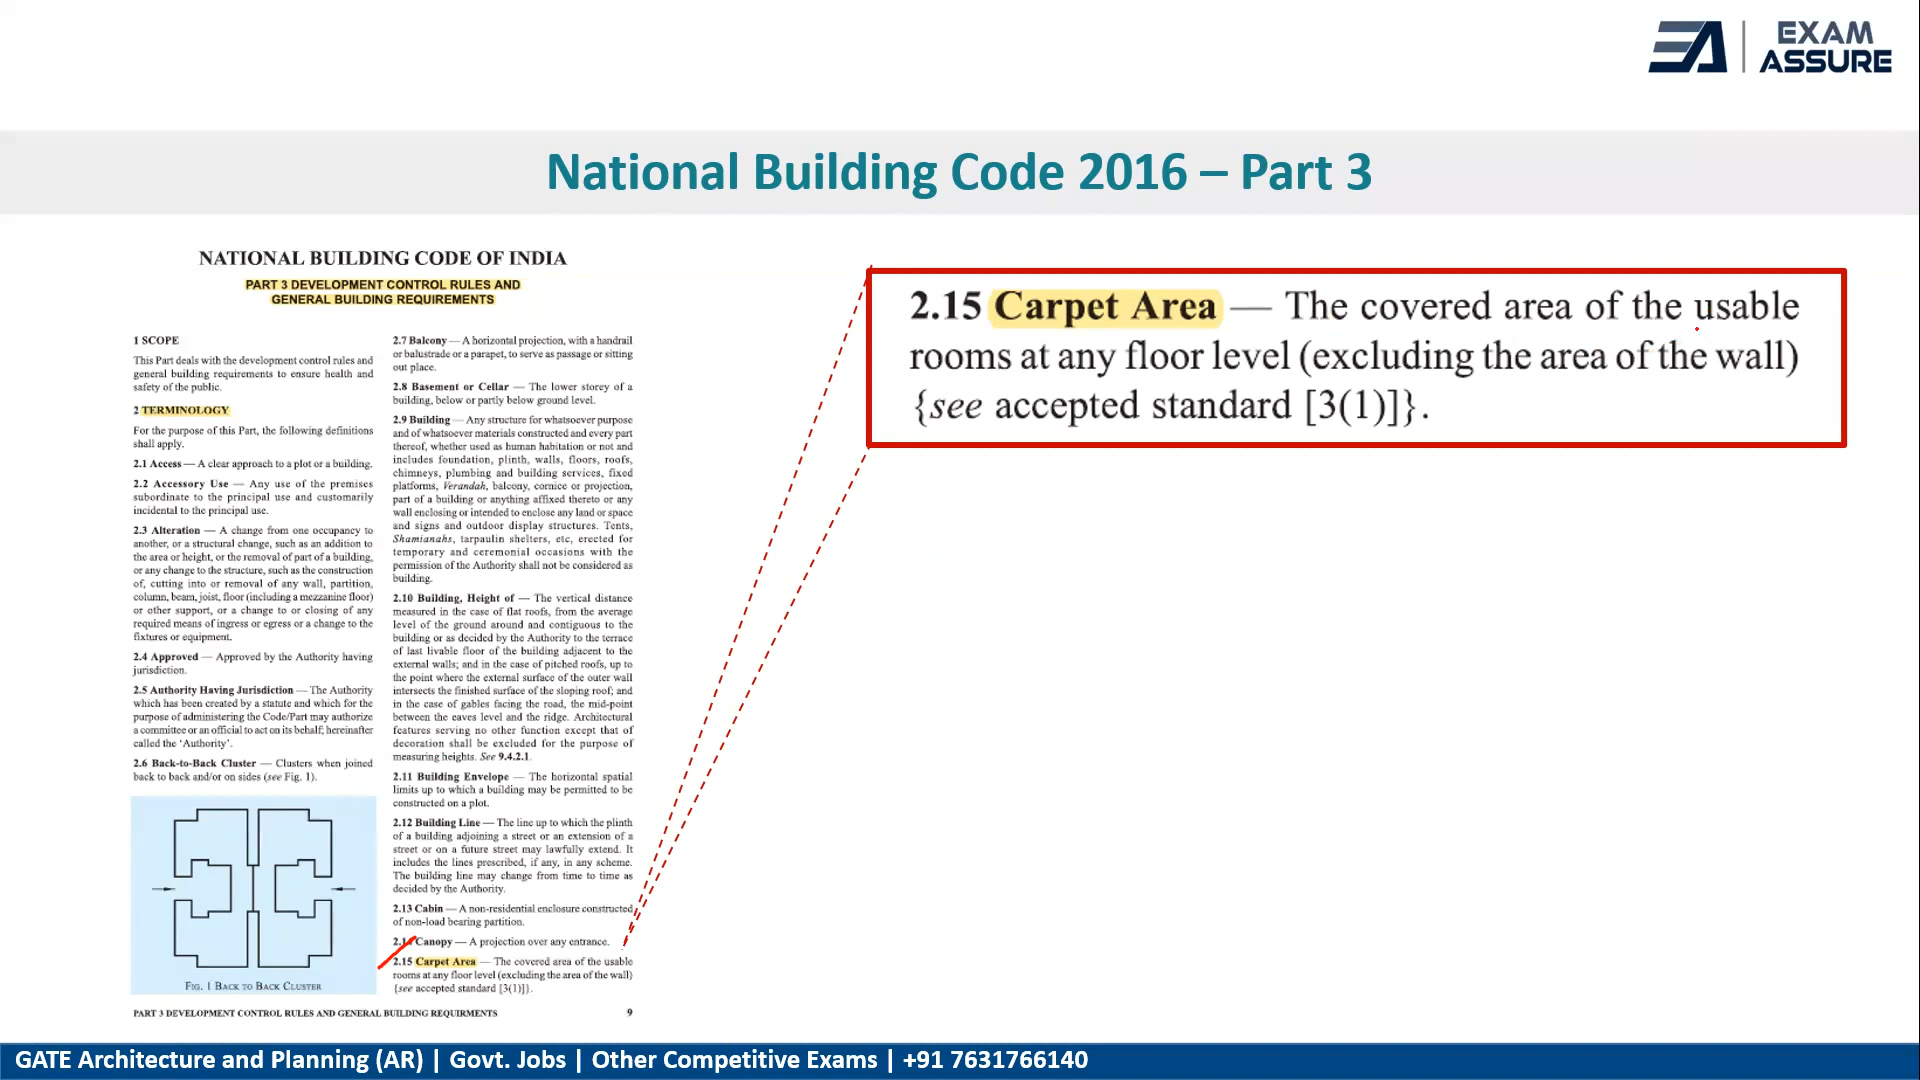 EXAM
ASSURE
National Building Code 2016 – Part 3
NATIONAL BUILDING CODE OF INDIA
PART 3 DEVELOPMENT CONTROL RULES AND
GENERAL BUILDING REQUIREMENTS
1 SCOPE
This Part deals with the development control rules and
general building requirements to ensure health and
safety of the public.
2 TERMINOLOGY
For the purpose of this Part, the following definitions
shall apply.
2.1 Access — A clear approach to a plot or a building.
2.2 Accessory Use — Any use of the premises
subordinate to the principal use and customarily
incidental to the principal use.
2.3 Alteration — A change from one occupancy to
another, or a structural change, such as an addition to
the area or height, or the removal of part of a building,
or any change to the structure, such as the construction
of, cutting into or removal of any wall, partition,
column, beam, joist, floor (including a mezzanine floor)
or other support, or a change to or closing of any
required means of ingress or egress or a change to the
fixtures or equipment.
2.4 Approved — Approved by the Authority having
jurisdiction.
2.5 Authority Having Jurisdiction — The Authority
which has been created by a statute and which for the
purpose of administering the Code/Part may authorize
a committee or an official to act on its behalf; hereinafter
called the ‘Authority’.
2.6 Back-to-Back Cluster — Clusters when joined
back to back and/or on sides (see Fig. 1).
FIG. 1 BACK TO BACK CLUSTER
2.7 Balcony — A horizontal projection, with a handrail
or balustrade or a parapet, to serve as passage or sitting
out place.
2.8 Basement or Cellar — The lower storey of a
building, below or partly below ground level.
2.9 Building — Any structure for whatsoever purpose
and of whatsoever materials constructed and every part
thereof, whether used as human habitation or not and
includes foundation, plinth, walls, floors, roofs,
chimneys, plumbing and building services, fixed
platforms, Verandah, balcony, cornice or projection,
part of a building or anything affixed thereto or any
wall enclosing or intended to enclose any land or space
and signs and outdoor display structures. Tents,
Shamianahs, tarpaulin shelters, etc, erected for
temporary and ceremonial occasions with the
permission of the Authority shall not be considered as
building.
2.10 Building, Height of — The vertical distance
measured in the case of flat roofs, from the average
level of the ground around and contiguous to the
building or as decided by the Authority to the terrace
of last livable floor of the building adjacent to the
external walls; and in the case of pitched roofs, up to
the point where the external surface of the outer wall
intersects the finished surface of the sloping roof; and
in the case of gables facing the road, the mid-point
between the eaves level and the ridge. Architectural
features serving no other function except that of
decoration shall be excluded for the purpose of
measuring heights. See 9.4.2.1.
2.11 Building Envelope — The horizontal spatial
limits up to which a building may be permitted to be
constructed on a plot.
2.12 Building Line — The line up to which the plinth
of a building adjoining a street or an extension of a
street or on a future street may lawfully extend. It
includes the lines prescribed, if any, in any scheme.
The building line may change from time to time as
decided by the Authority.
2.13 Cabin — A non-residential enclosure constructed
of non-load bearing partition.
2.14 Canopy — A projection over any entrance.
2.15 Carpet Area — The covered area of the usable
rooms at any floor level (excluding the area of the wall)
{see accepted standard [3(1)]}.
PART 3 DEVELOPMENT CONTROL RULES AND GENERAL BUILDING REQUIRMENTS 9
2.15 Carpet Area — The covered area of the usable
rooms at any floor level (excluding the area of the wall)
{see accepted standard [3(1)]}.
GATE Architecture and Planning (AR) | Govt. Jobs | Other Competitive Exams | +91 7631766140